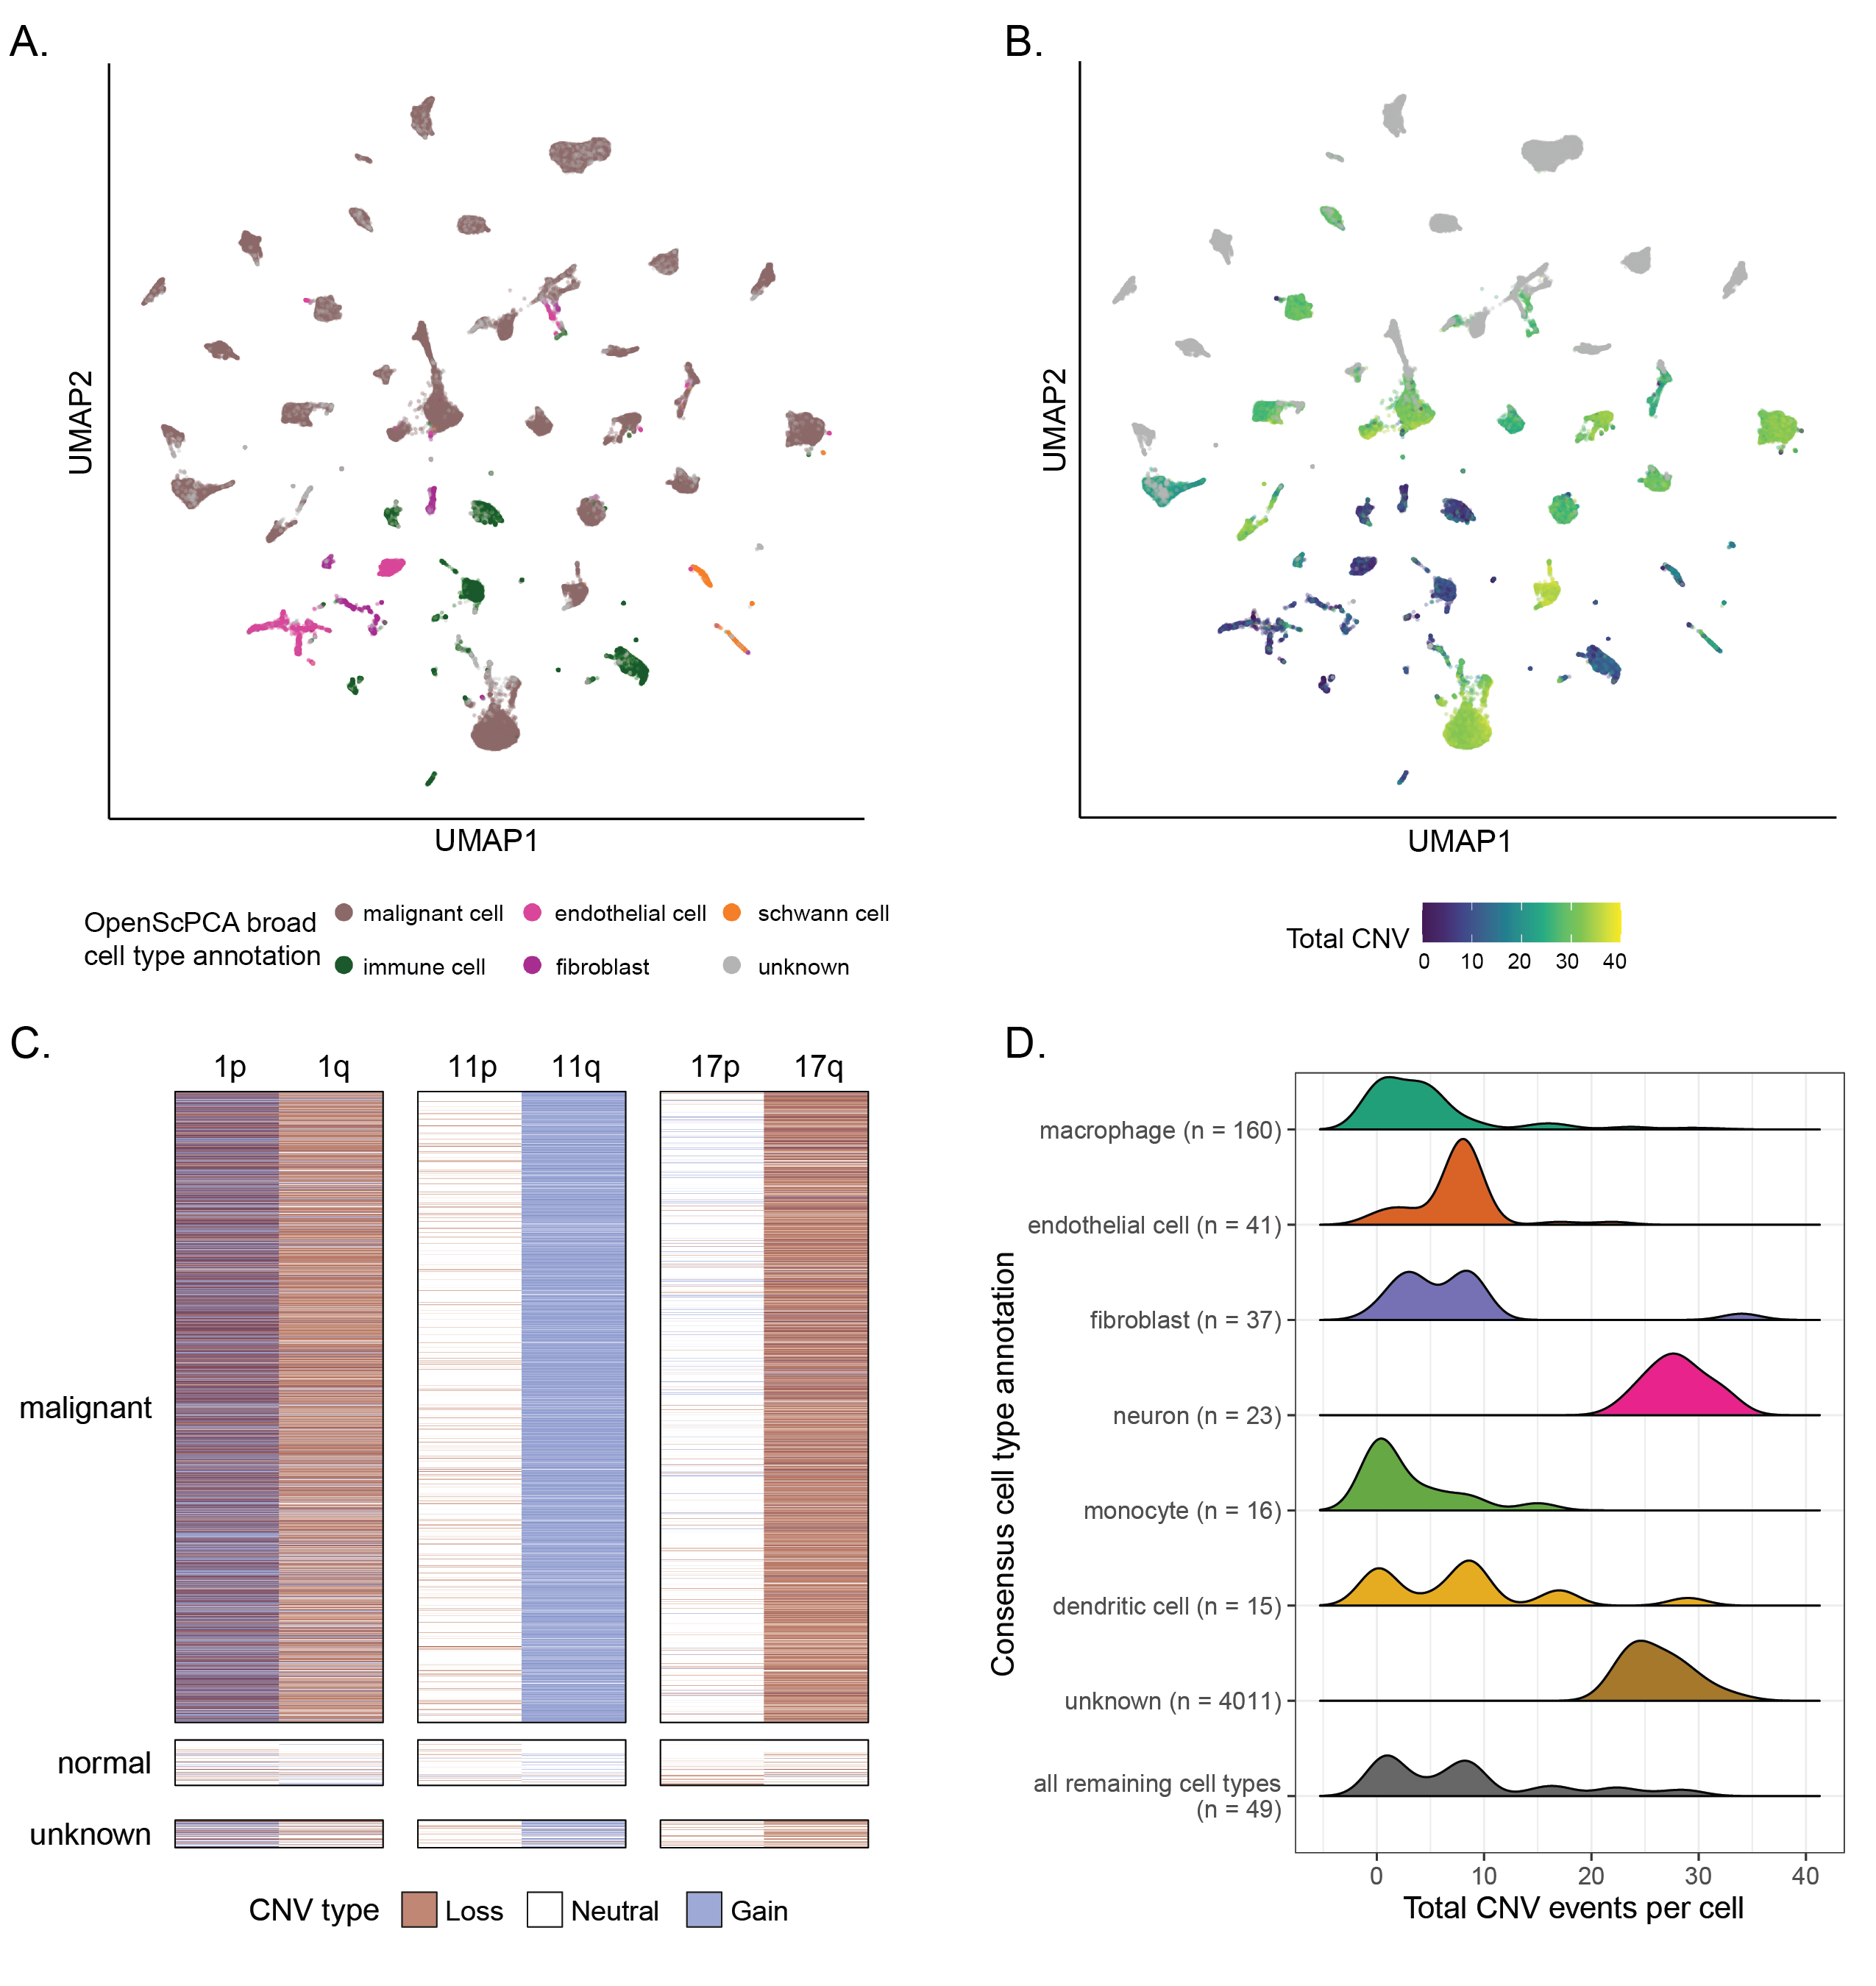 A.
UMAP2
UMAP1
OpenScPCA broad
cell type annotation
malignant cell
endothelial cell
schwann cell
immune cell
fibroblast
unknown
B.
UMAP2
UMAP1
Total CNV
0 10 20 30 40
C.
1p 1q 11p 11q 17p 17q
malignant
normal
unknown
CNV type
Loss
Neutral
Gain
D.
Consensus cell type annotation
macrophage (n = 160)
endothelial cell (n = 41)
fibroblast (n = 37)
neuron (n = 23)
monocyte (n = 16)
dendritic cell (n = 15)
unknown (n = 4011)
all remaining cell types
(n = 49)
0 10 20 30 40
Total CNV events per cell